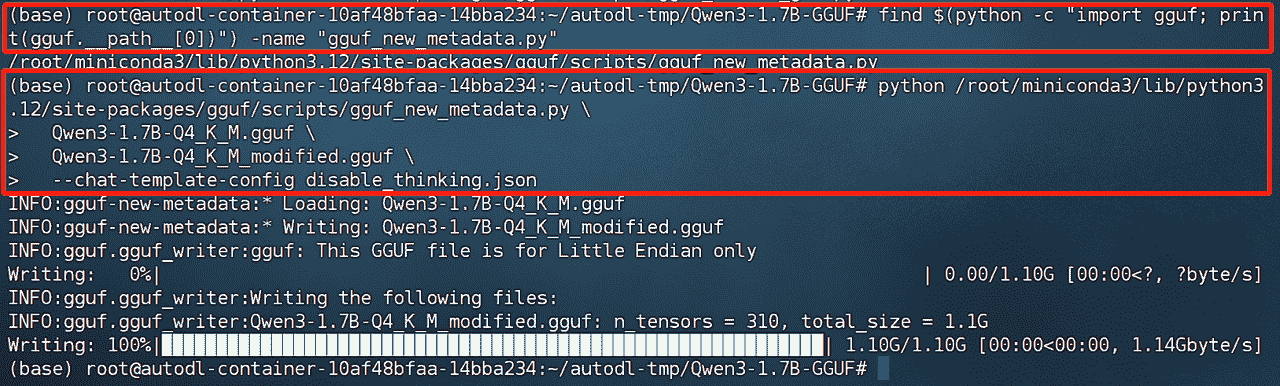 (base) root@autodl-container-10af48bfaa-14bba234:~/autodl-tmp/Qwen3-1.7B-GGUF# find $(python -c "import gguf; prin
t(gguf.__path__[0])") -name "gguf_new_metadata.py"
/root/miniconda3/lib/python3.12/site-packages/gguf/scripts/gguf_new_metadata.py
(base) root@autodl-container-10af48bfaa-14bba234:~/autodl-tmp/Qwen3-1.7B-GGUF# python /root/miniconda3/lib/python3
.12/site-packages/gguf/scripts/gguf_new_metadata.py \
>   Qwen3-1.7B-Q4_K_M.gguf \
>   Qwen3-1.7B-Q4_K_M_modified.gguf \
>   --chat-template-config disable_thinking.json
INFO:gguf-new-metadata:* Loading: Qwen3-1.7B-Q4_K_M.gguf
INFO:gguf-new-metadata:* Writing: Qwen3-1.7B-Q4_K_M_modified.gguf
INFO:gguf.gguf_writer:gguf: This GGUF file is for Little Endian only
Writing:   0%|                                                                  | 0.00/1.10G [00:00<?, ?byte/s]
INFO:gguf.gguf_writer:Writing the following files:
INFO:gguf.gguf_writer:Qwen3-1.7B-Q4_K_M_modified.gguf: n_tensors = 310, total_size = 1.1G
Writing: 100%|██████████████████████████████████████████████████████████| 1.10G/1.10G [00:00<00:00, 1.14Gbyte/s]
(base) root@autodl-container-10af48bfaa-14bba234:~/autodl-tmp/Qwen3-1.7B-GGUF#